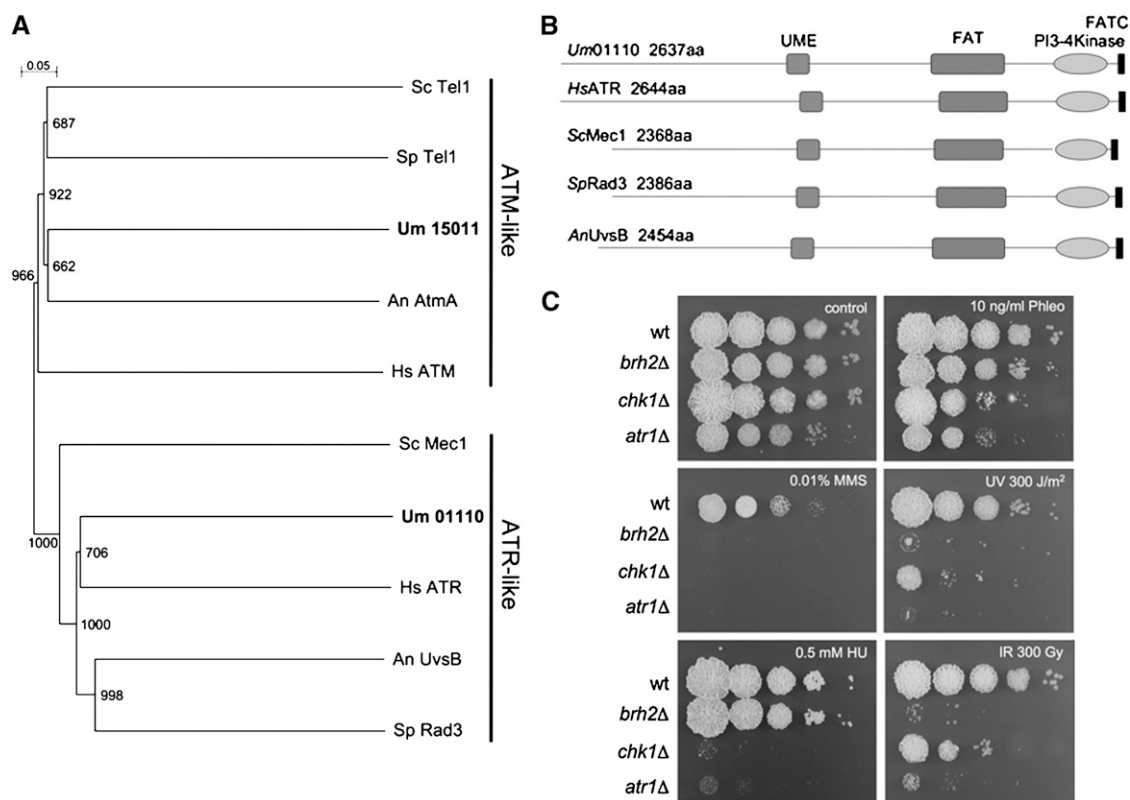 A
0.05
Sc Tel1
687
Sp Tel1
922
Um 15011
662
An AtmA
966
Hs ATM
ATM-like
Sc Mec1
Um 01110
1000
706
Hs ATR
1000
An UvsB
998
Sp Rad3
ATR-like
B
UME
FAT
FATC
PI3-4Kinase
Um01110 2637aa
HsATR 2644aa
ScMec1 2368aa
SpRad3 2386aa
AnUvsB 2454aa
C
control
10 ng/ml Phleo
wt
brh2Δ
chk1Δ
atr1Δ
0.01% MMS
UV 300 J/m²
wt
brh2Δ
chk1Δ
atr1Δ
0.5 mM HU
IR 300 Gy
wt
brh2Δ
chk1Δ
atr1Δ